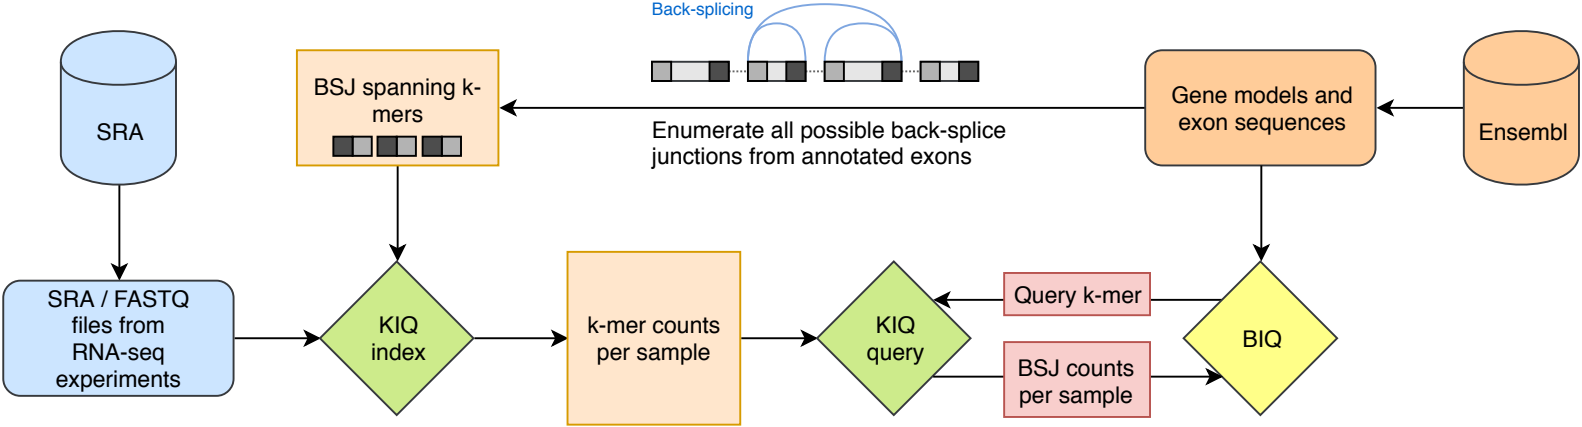 Back-splicing
SRA
BSJ spanning k-
mers
Enumerate all possible back-splice
junctions from annotated exons
Gene models and
exon sequences
Ensembl
SRA / FASTQ
files from
RNA-seq
experiments
KIQ
index
k-mer counts
per sample
KIQ
query
Query k-mer
BSJ counts
per sample
BIQ